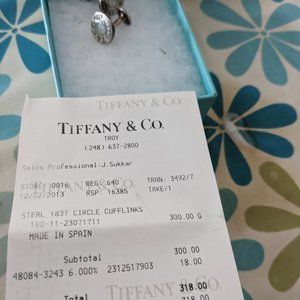 TIFFANY & CO.
TIFFANY & CO.
TROY
(248) 637-2800
Sales Professional:J.Sukkar
STORE: 0016 REG: 640 TRAN: 3492/7
12/02/2013 RSP: 16385 TAKE/1
STERL 1837 CIRCLE CUFFLINKS 300.00 G
180-11-23071711
MADE IN SPAIN
Subtotal 300.00
48084-3243 6.000% 2312517903 18.00
Total 318.00
318.00